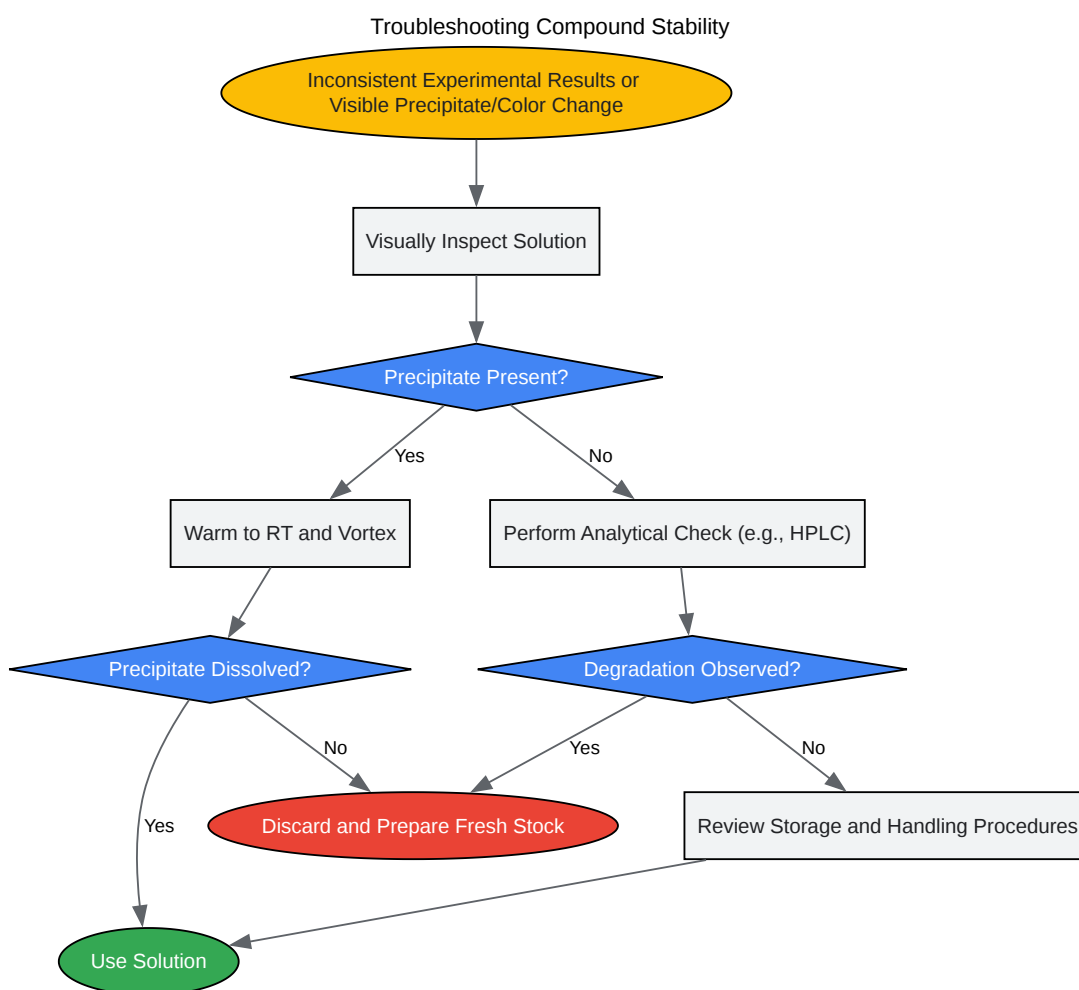 Troubleshooting Compound Stability
Inconsistent Experimental Results or
Visible Precipitate/Color Change
Visually Inspect Solution
Precipitate Present?
Yes
No
Warm to RT and Vortex
Perform Analytical Check (e.g., HPLC)
Precipitate Dissolved?
Degradation Observed?
No
Yes
No
Yes
Discard and Prepare Fresh Stock
Review Storage and Handling Procedures
Use Solution